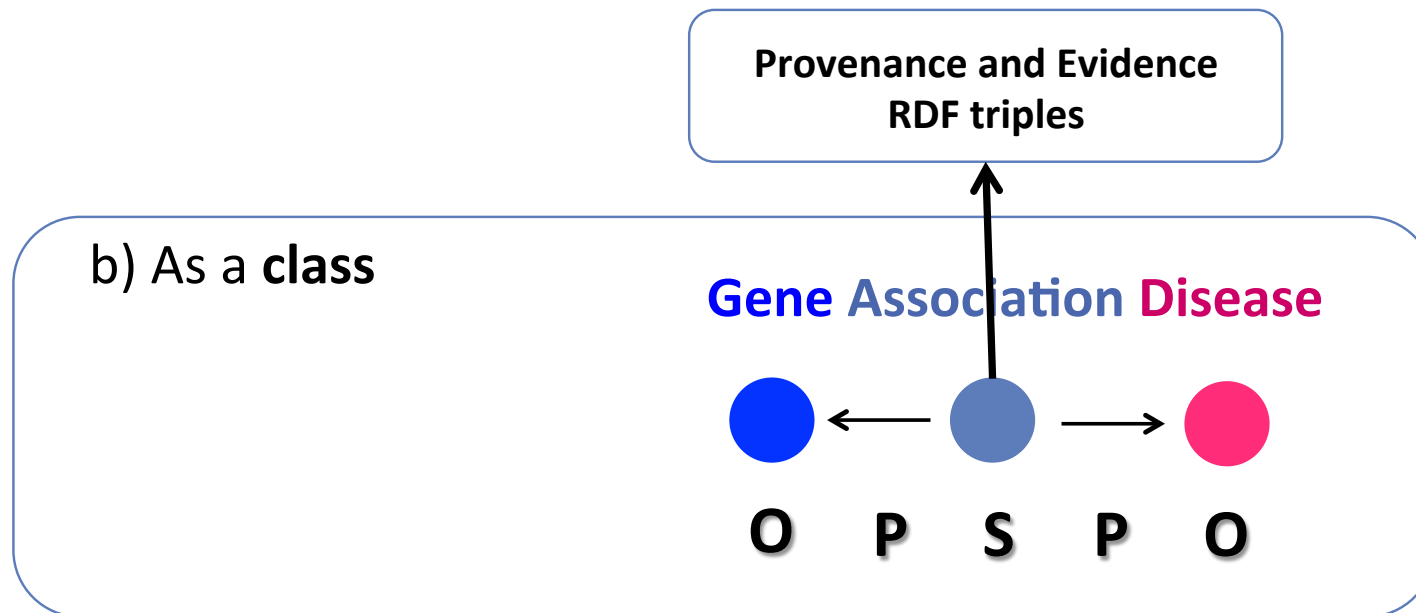 Provenance and Evidence
RDF triples
b) As a class
Gene Association Disease
O P S P O